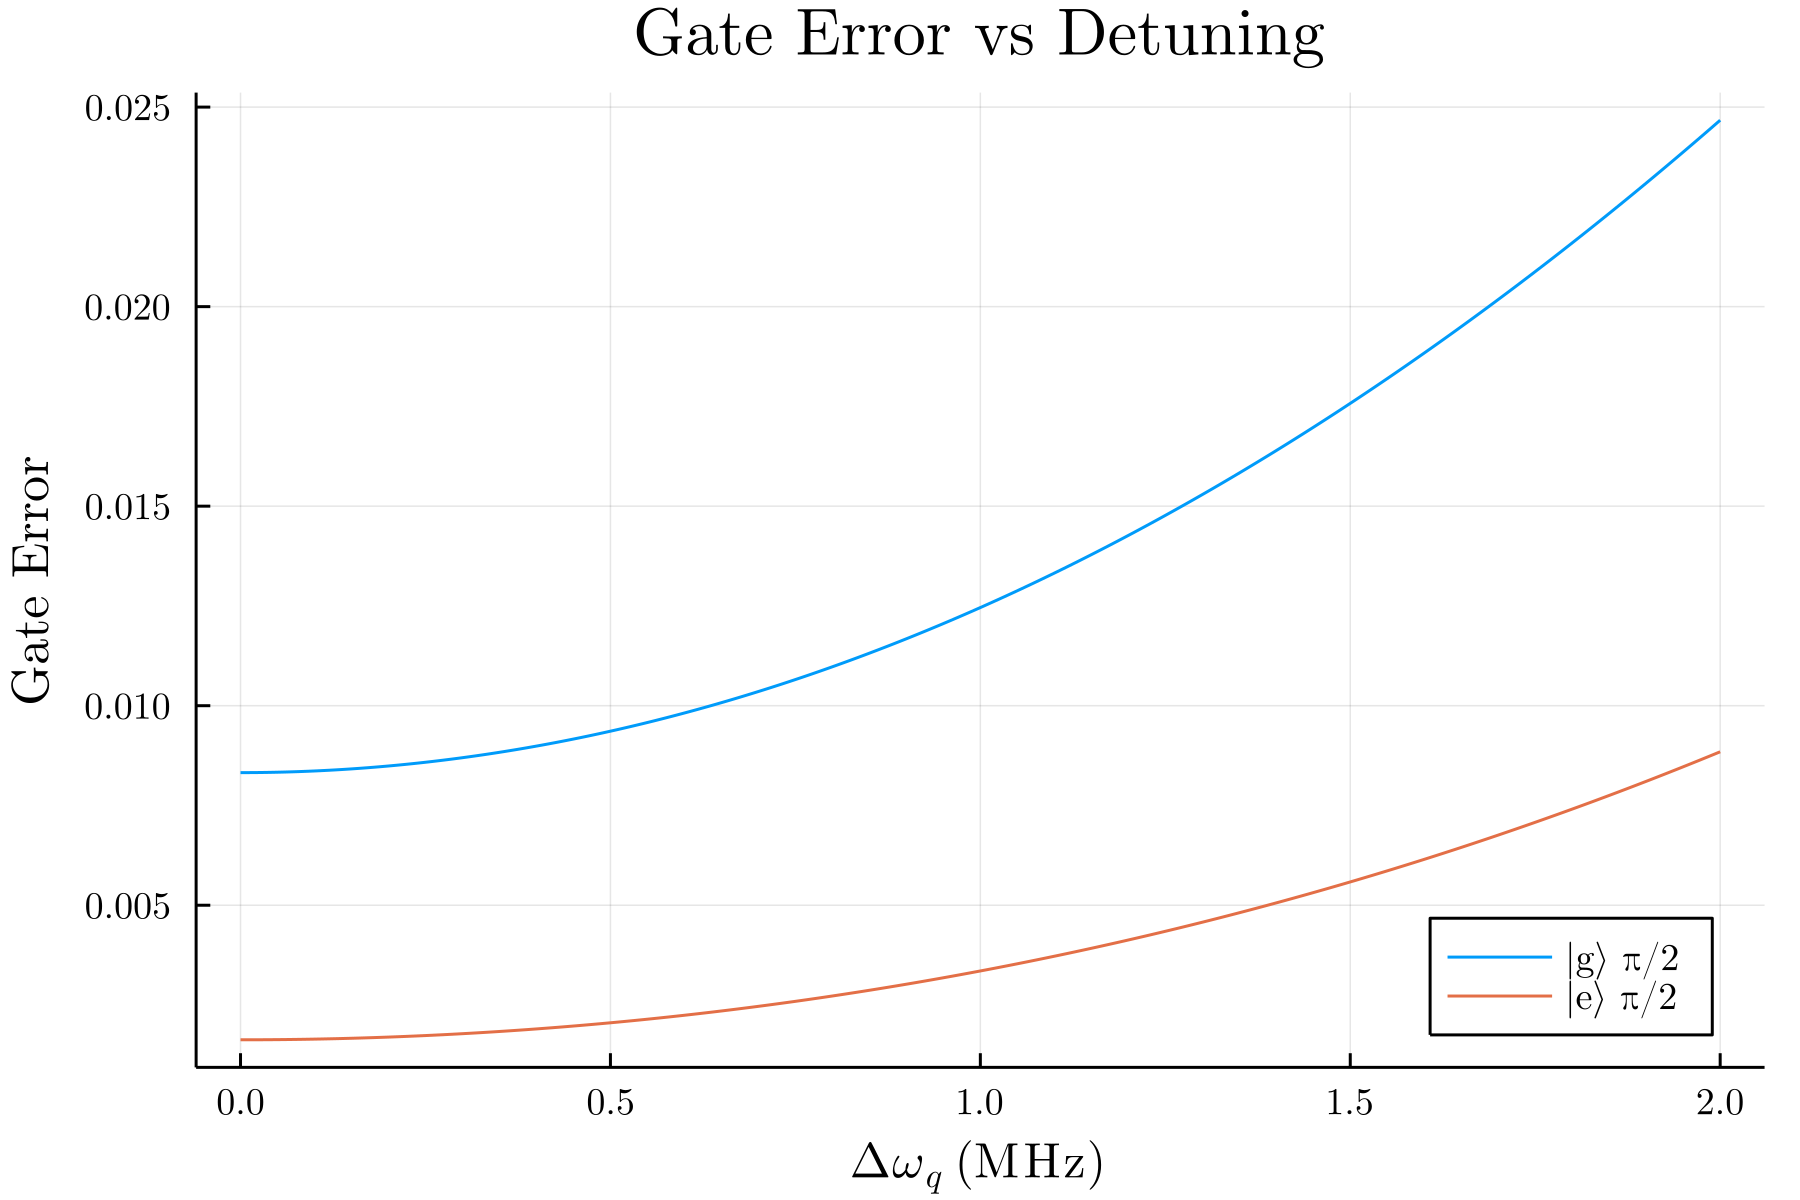 Gate Error vs Detuning
Gate Error
0.025
0.020
0.015
0.010
0.005
|g⟩ π/2
|e⟩ π/2
0.0 0.5 1.0 1.5 2.0
Δω_q (MHz)